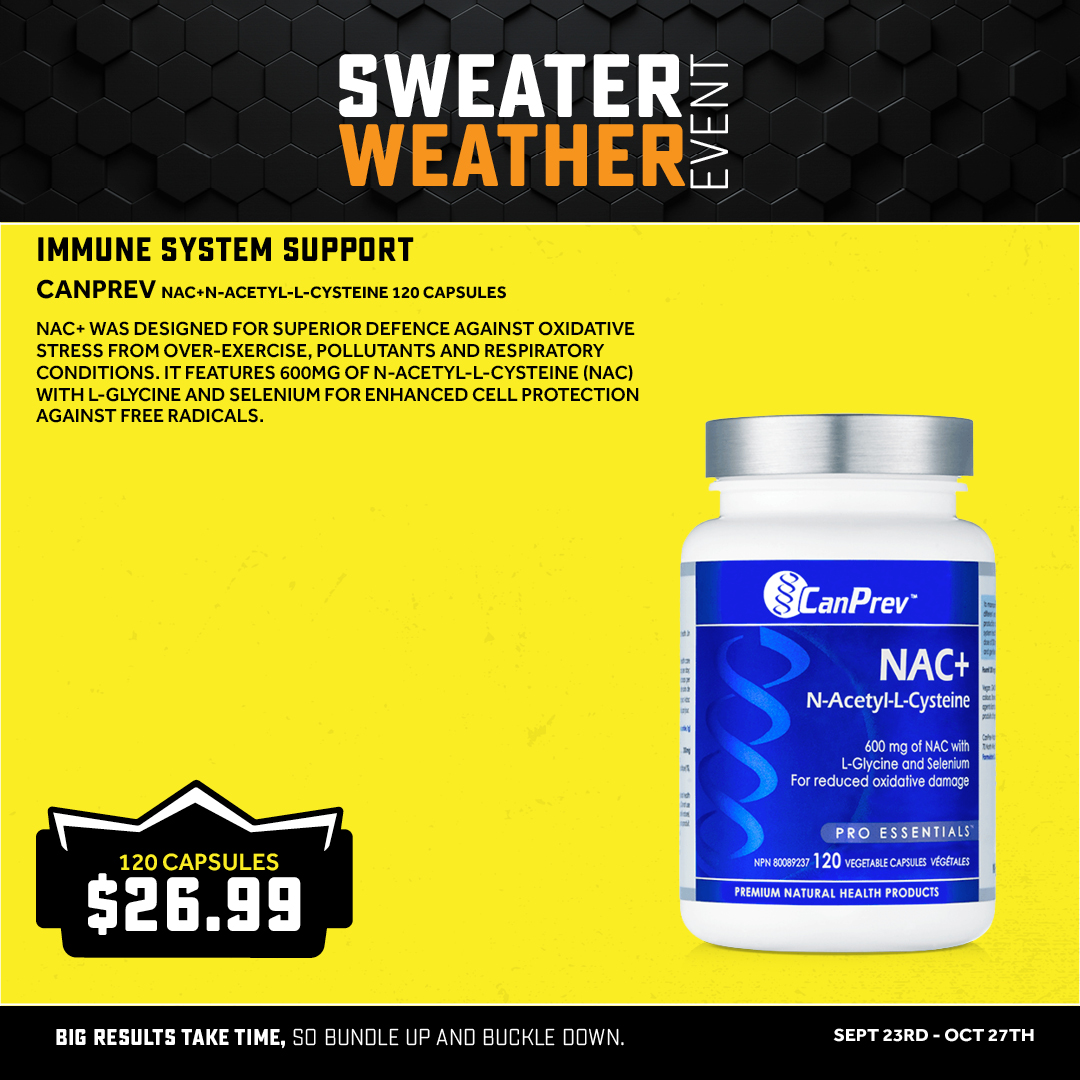 SWEATER
WEATHER
EVENT
IMMUNE SYSTEM SUPPORT
CANPREV NAC+N-ACETYL-L-CYSTEINE 120 CAPSULES
NAC+ WAS DESIGNED FOR SUPERIOR DEFENCE AGAINST OXIDATIVE
STRESS FROM OVER-EXERCISE, POLLUTANTS AND RESPIRATORY
CONDITIONS. IT FEATURES 600MG OF N-ACETYL-L-CYSTEINE (NAC)
WITH L-GLYCINE AND SELENIUM FOR ENHANCED CELL PROTECTION
AGAINST FREE RADICALS.
CanPrev™
NAC+
N-Acetyl-L-Cysteine
600 mg of NAC with
L-Glycine and Selenium
For reduced oxidative damage
PRO ESSENTIALS™
NPN 80089237 120 VEGETABLE CAPSULES VÉGÉTALES
PREMIUM NATURAL HEALTH PRODUCTS
120 CAPSULES
$26.99
BIG RESULTS TAKE TIME, SO BUNDLE UP AND BUCKLE DOWN.
SEPT 23RD - OCT 27TH